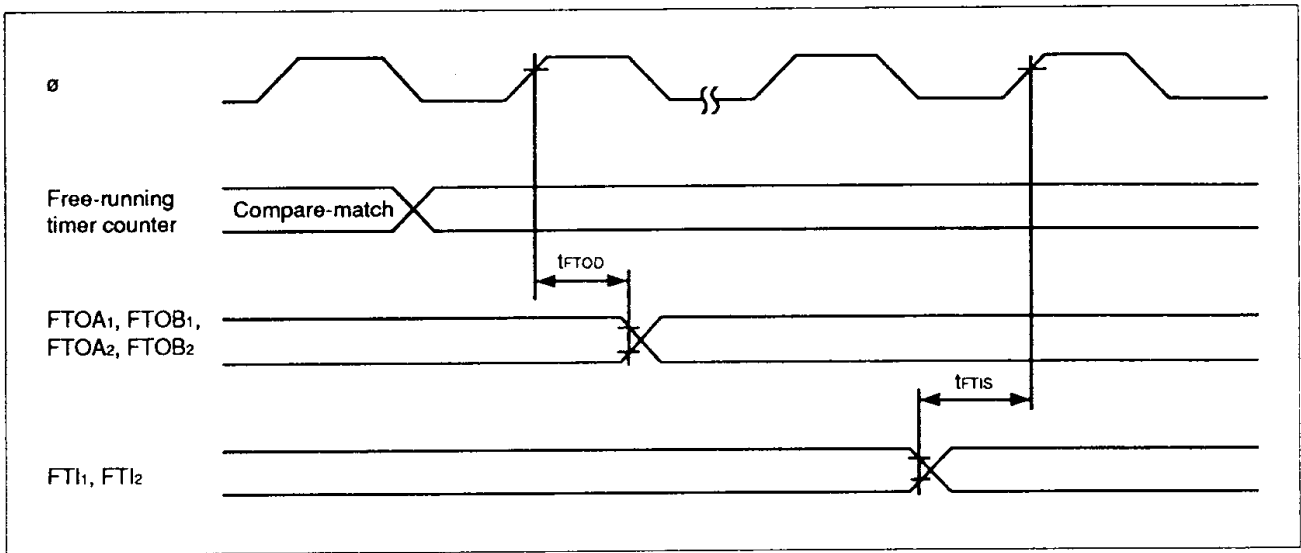 ø
Free-running
timer counter
Compare-match
tFTOD
FTOA1, FTOB1,
FTOA2, FTOB2
tFTIS
FTI1, FTI2